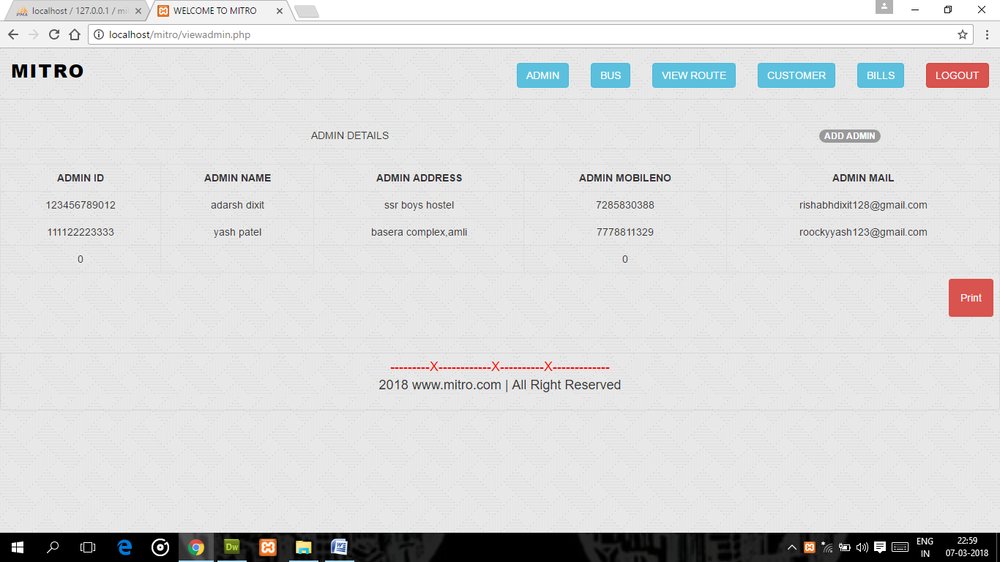 localhost / 127.0.0.1 / mi
WELCOME TO MITRO
localhost/mitro/viewadmin.php
MITRO
ADMIN BUS VIEW ROUTE CUSTOMER BILLS LOGOUT
ADMIN DETAILS ADD ADMIN
ADMIN ID ADMIN NAME ADMIN ADDRESS ADMIN MOBILENO ADMIN MAIL
123456789012 adarsh dixit ssr boys hostel 7285830388 rishabhdixit128@gmail.com
111122223333 yash patel basera complex,amli 7778811329 roockyyash123@gmail.com
0 0
Print
---------X------------X----------X-------------
2018 www.mitro.com | All Right Reserved
PMA
Dw
ENG
IN
22:59
07-03-2018